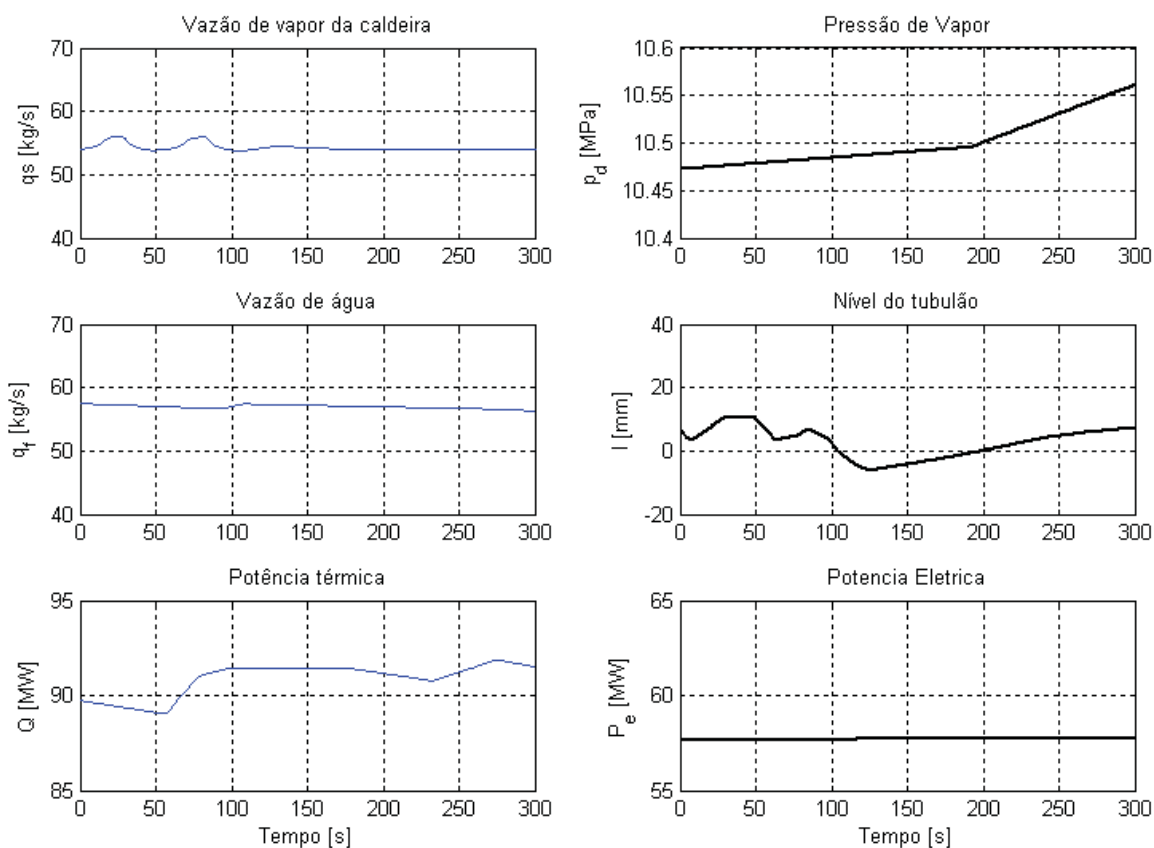 Vazão de vapor da caldeira
70
60
50
40
qs [kg/s]
0 50 100 150 200 250 300
Pressão de Vapor
10.6
10.55
10.5
10.45
10.4
p_d [MPa]
0 50 100 150 200 250 300
Vazão de água
70
60
50
40
q_f [kg/s]
0 50 100 150 200 250 300
Nível do tubulão
40
20
0
-20
l [mm]
0 50 100 150 200 250 300
Potência térmica
95
90
85
Q [MW]
0 50 100 150 200 250 300
Tempo [s]
Potencia Eletrica
65
60
55
P_e [MW]
0 50 100 150 200 250 300
Tempo [s]